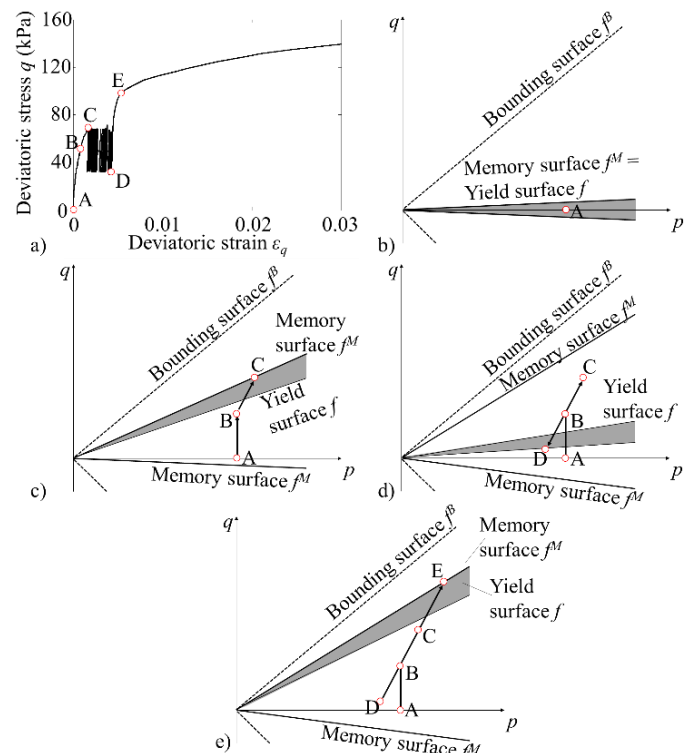 160
120
80
40
0
Deviatoric stress q (kPa)
E
C
B
D
A
0
0.01
0.02
0.03
Deviatoric strain εq
a)
q
Bounding surface f^B
Memory surface f^M =
Yield surface f
A
p
b)
q
Bounding surface f^B
Memory
surface f^M
C
Yield
surface f
B
A
p
Memory surface f^M
c)
q
Bounding surface f^B
Memory surface f^M
C
Yield
surface f
B
D
A
p
Memory surface f^M
d)
q
Bounding surface f^B
Memory
surface f^M
E
Yield
surface f
C
B
D
A
p
Memory surface f^M
e)